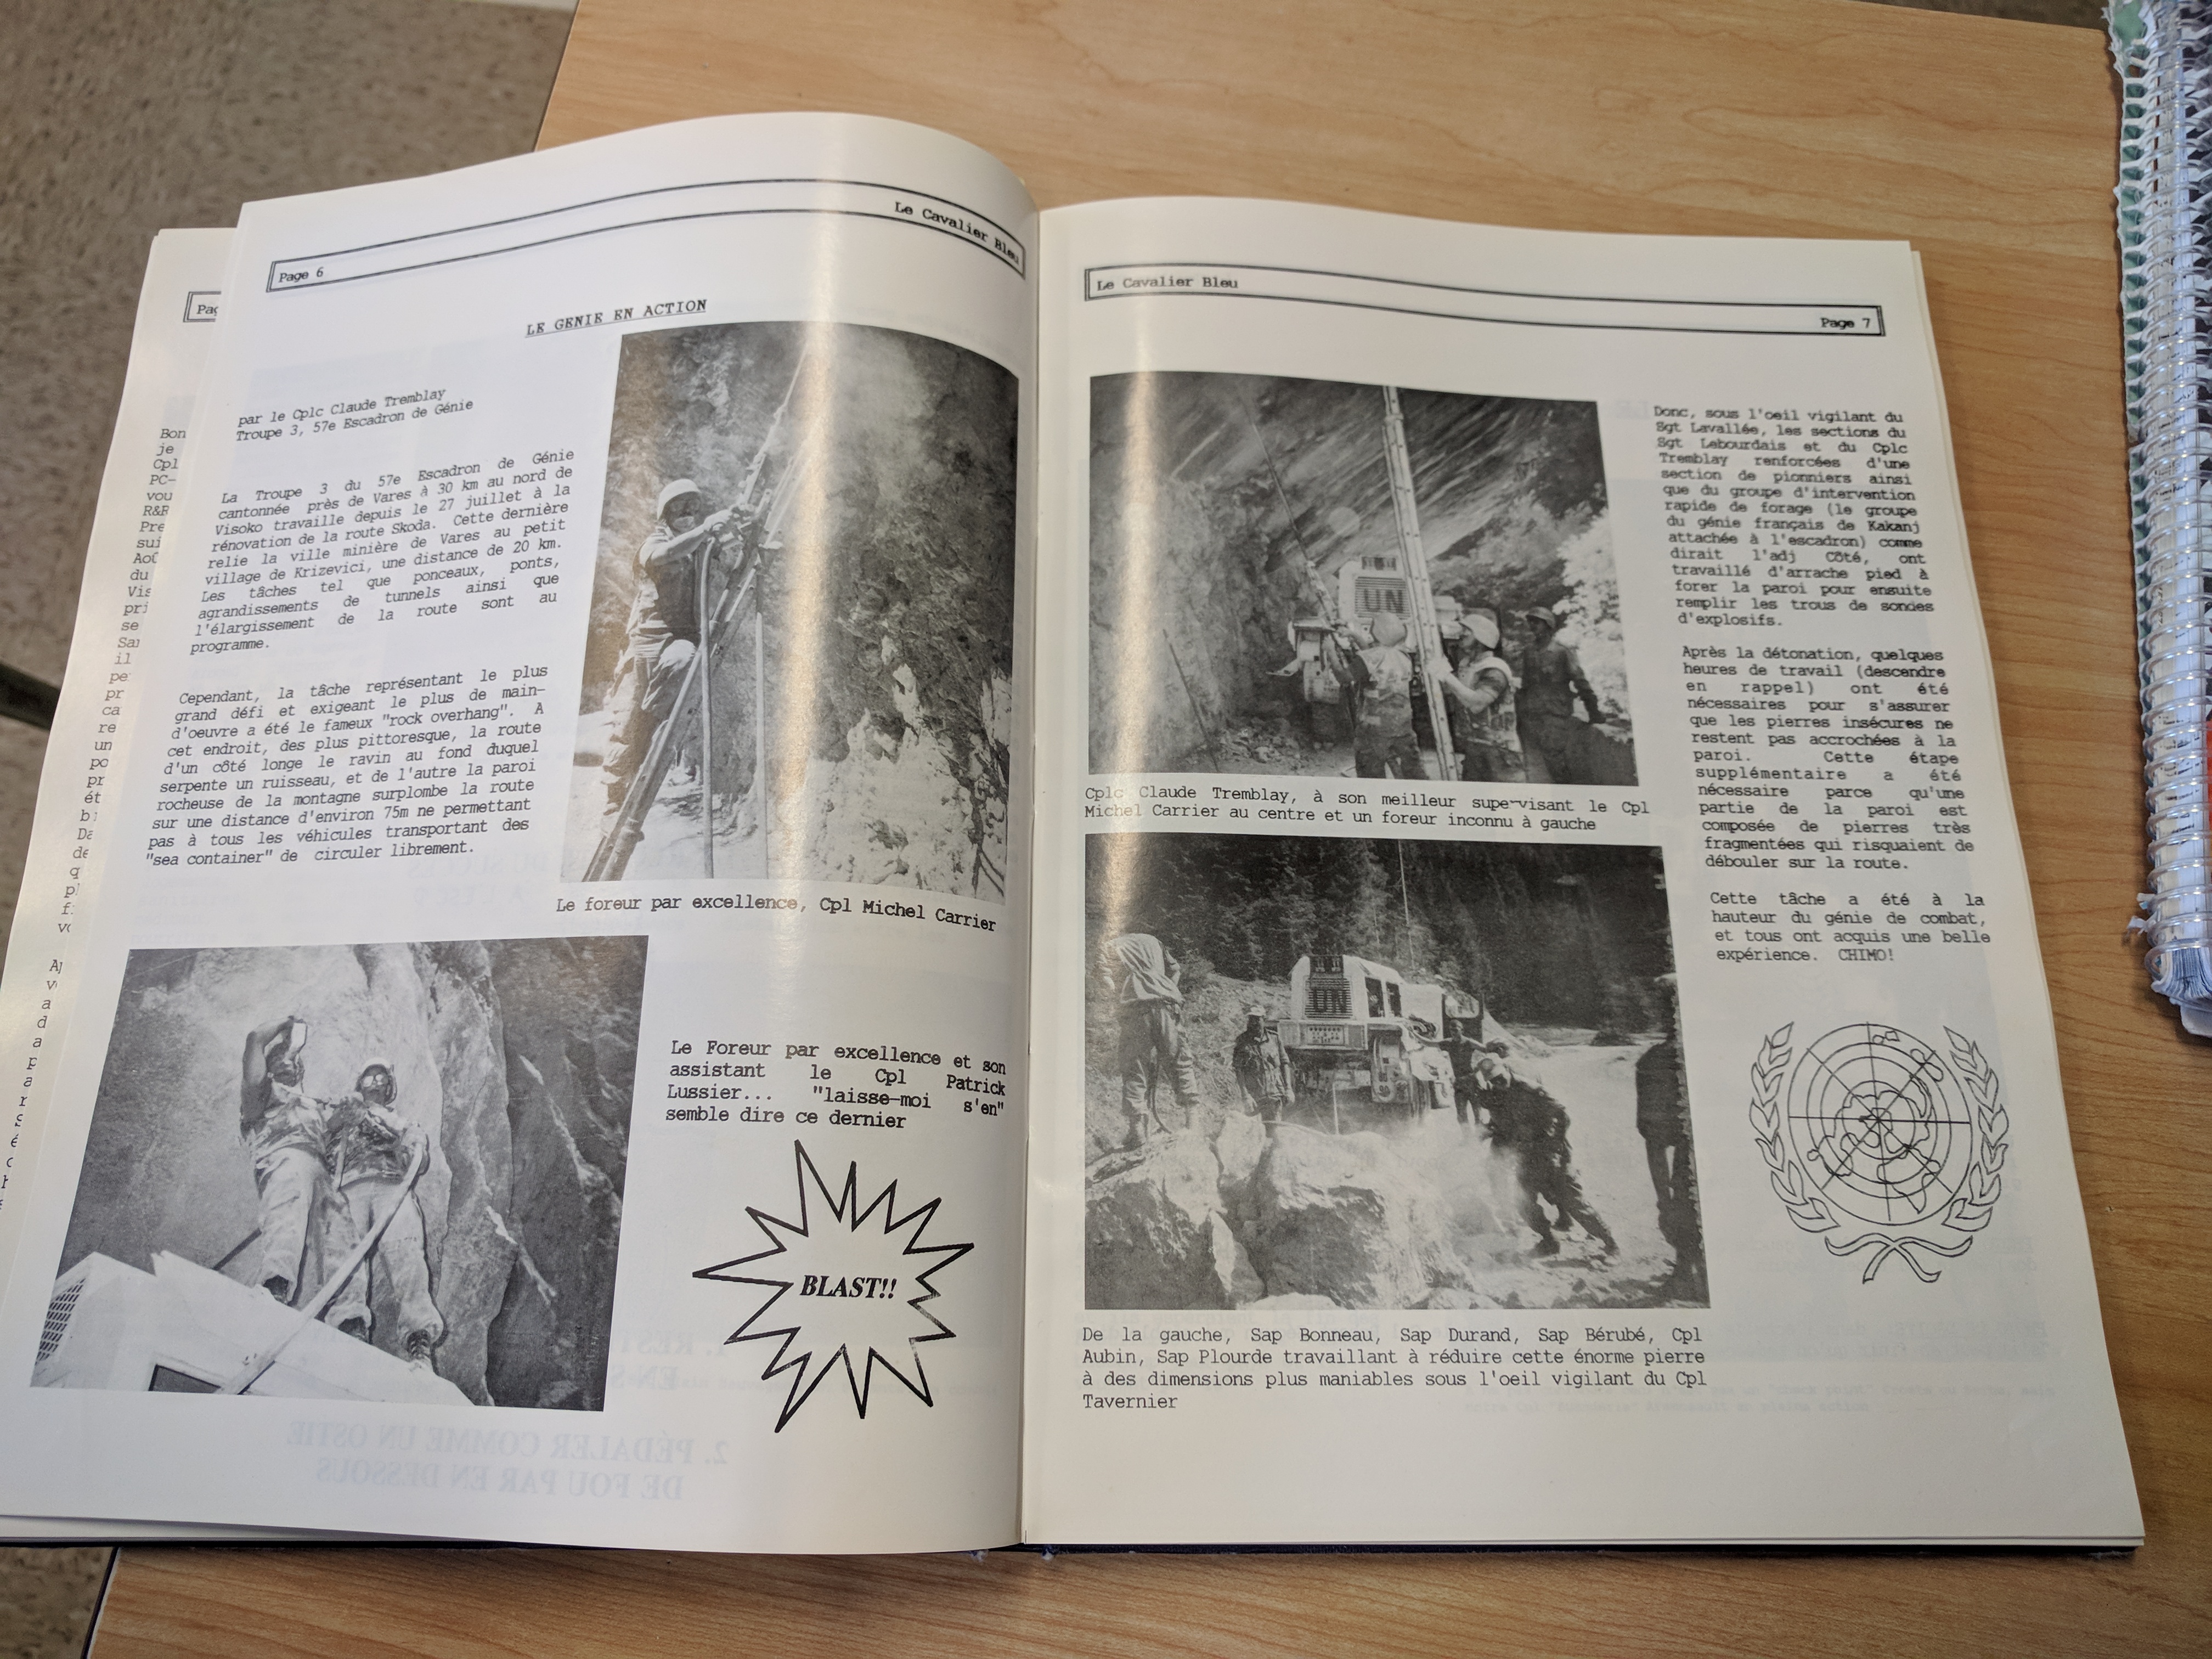 Page 6
Le Cavalier Bleu
LE GENIE EN ACTION
par le Cplc Claude Tremblay
Troupe 3, 57e Escadron de Génie
La Troupe 3 du 57e Escadron de Génie
cantonnée près de Vares à 30 km au nord de
Visoko travaille depuis le 27 juillet à la
rénovation de la route Skoda. Cette dernière
relie la ville minière de Vares au petit
village de Krizevici, une distance de 20 km.
Les tâches tel que ponceaux, ponts,
agrandissements de tunnels ainsi que
l'élargissement de la route sont au
programme.
Cependant, la tâche représentant le plus
grand défi et exigeant le plus de main-
d'oeuvre a été le fameux "rock overhang". A
cet endroit, des plus pittoresque, la route
d'un côté longe le ravin au fond duquel
serpente un ruisseau, et de l'autre la paroi
rocheuse de la montagne surplombe la route
sur une distance d'environ 75m ne permettant
pas à tous les véhicules transportant des
"sea container" de circuler librement.
Le foreur par excellence, Cpl Michel Carrier
Le Foreur par excellence et son
assistant le Cpl Patrick
Lussier... "laisse-moi s'en"
semble dire ce dernier
BLAST!!
Le Cavalier Bleu
Page 7
UN
Cplc Claude Tremblay, à son meilleur supervisant le Cpl
Michel Carrier au centre et un foreur inconnu à gauche
UN
De la gauche, Sap Bonneau, Sap Durand, Sap Bérubé, Cpl
Aubin, Sap Plourde travaillant à réduire cette énorme pierre
à des dimensions plus maniables sous l'oeil vigilant du Cpl
Tavernier
Donc, sous l'oeil vigilant du
Sgt Lavallée, les sections du
Sgt Lebourdais et du Cplc
Tremblay renforcées d'une
section de pionniers ainsi
que du groupe d'intervention
rapide de forage (le groupe
du génie français de Kakanj
attachée à l'escadron) comme
dirait l'adj Côté, ont
travaillé d'arrache pied à
forer la paroi pour ensuite
remplir les trous de sondes
d'explosifs.
Après la détonation, quelques
heures de travail (descendre
en rappel) ont été
nécessaires pour s'assurer
que les pierres insécures ne
restent pas accrochées à la
paroi. Cette étape
supplémentaire a été
nécessaire parce qu'une
partie de la paroi est
composée de pierres très
fragmentées qui risquaient de
débouler sur la route.
Cette tâche a été à la
hauteur du génie de combat,
et tous ont acquis une belle
expérience. CHIMO!